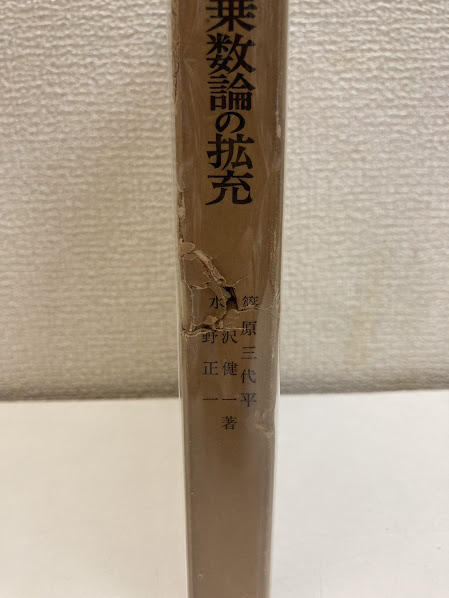 乗数論の拡充
篠原三代平
沢健一著
水野正一